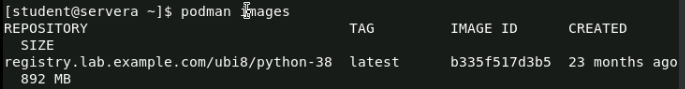 [student@servera ~]$ podman images
REPOSITORY                                TAG         IMAGE ID      CREATED
  SIZE
registry.lab.example.com/ubi8/python-38  latest      b335f517d3b5  23 months ago
  892 MB